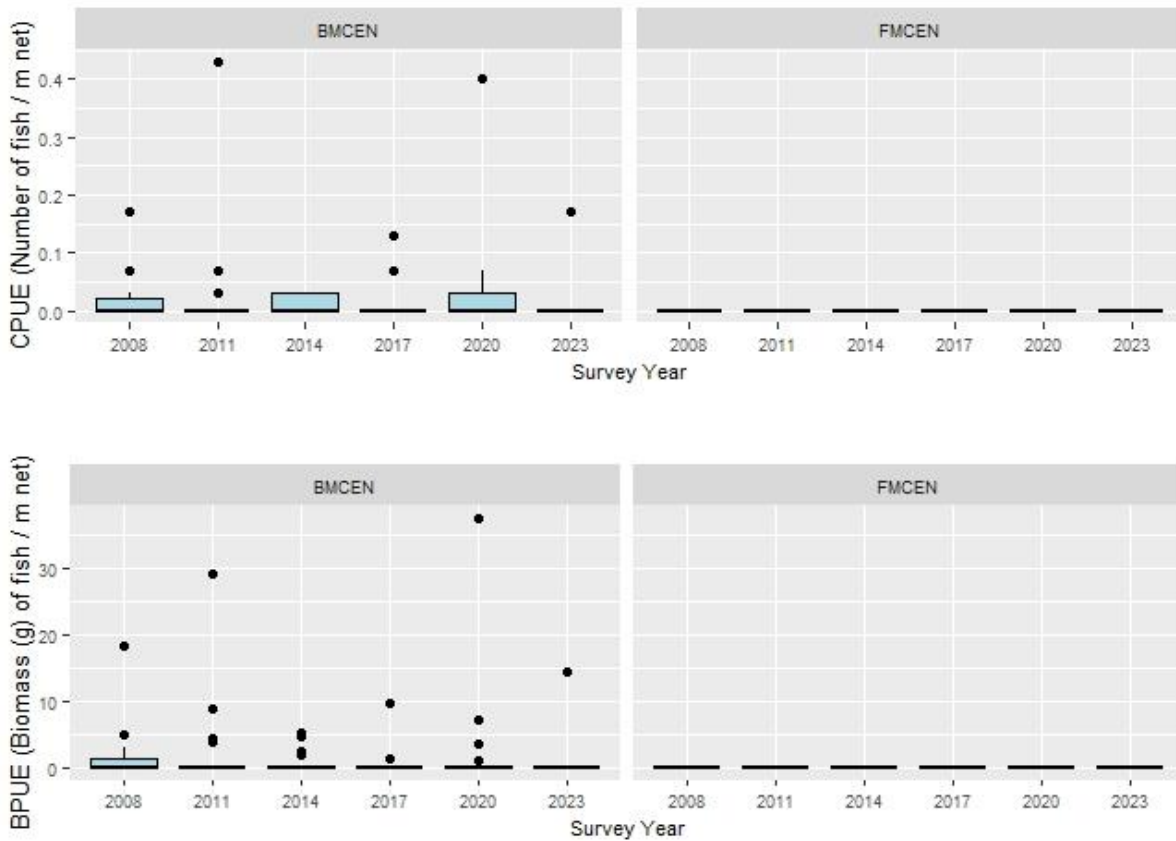 BMCEN
FMCEN
CPUE (Number of fish / m net)
0.4
0.3
0.2
0.1
0.0
2008 2011 2014 2017 2020 2023 2008 2011 2014 2017 2020 2023
Survey Year
BMCEN
FMCEN
BPUE (Biomass (g) of fish / m net)
30
20
10
0
2008 2011 2014 2017 2020 2023 2008 2011 2014 2017 2020 2023
Survey Year